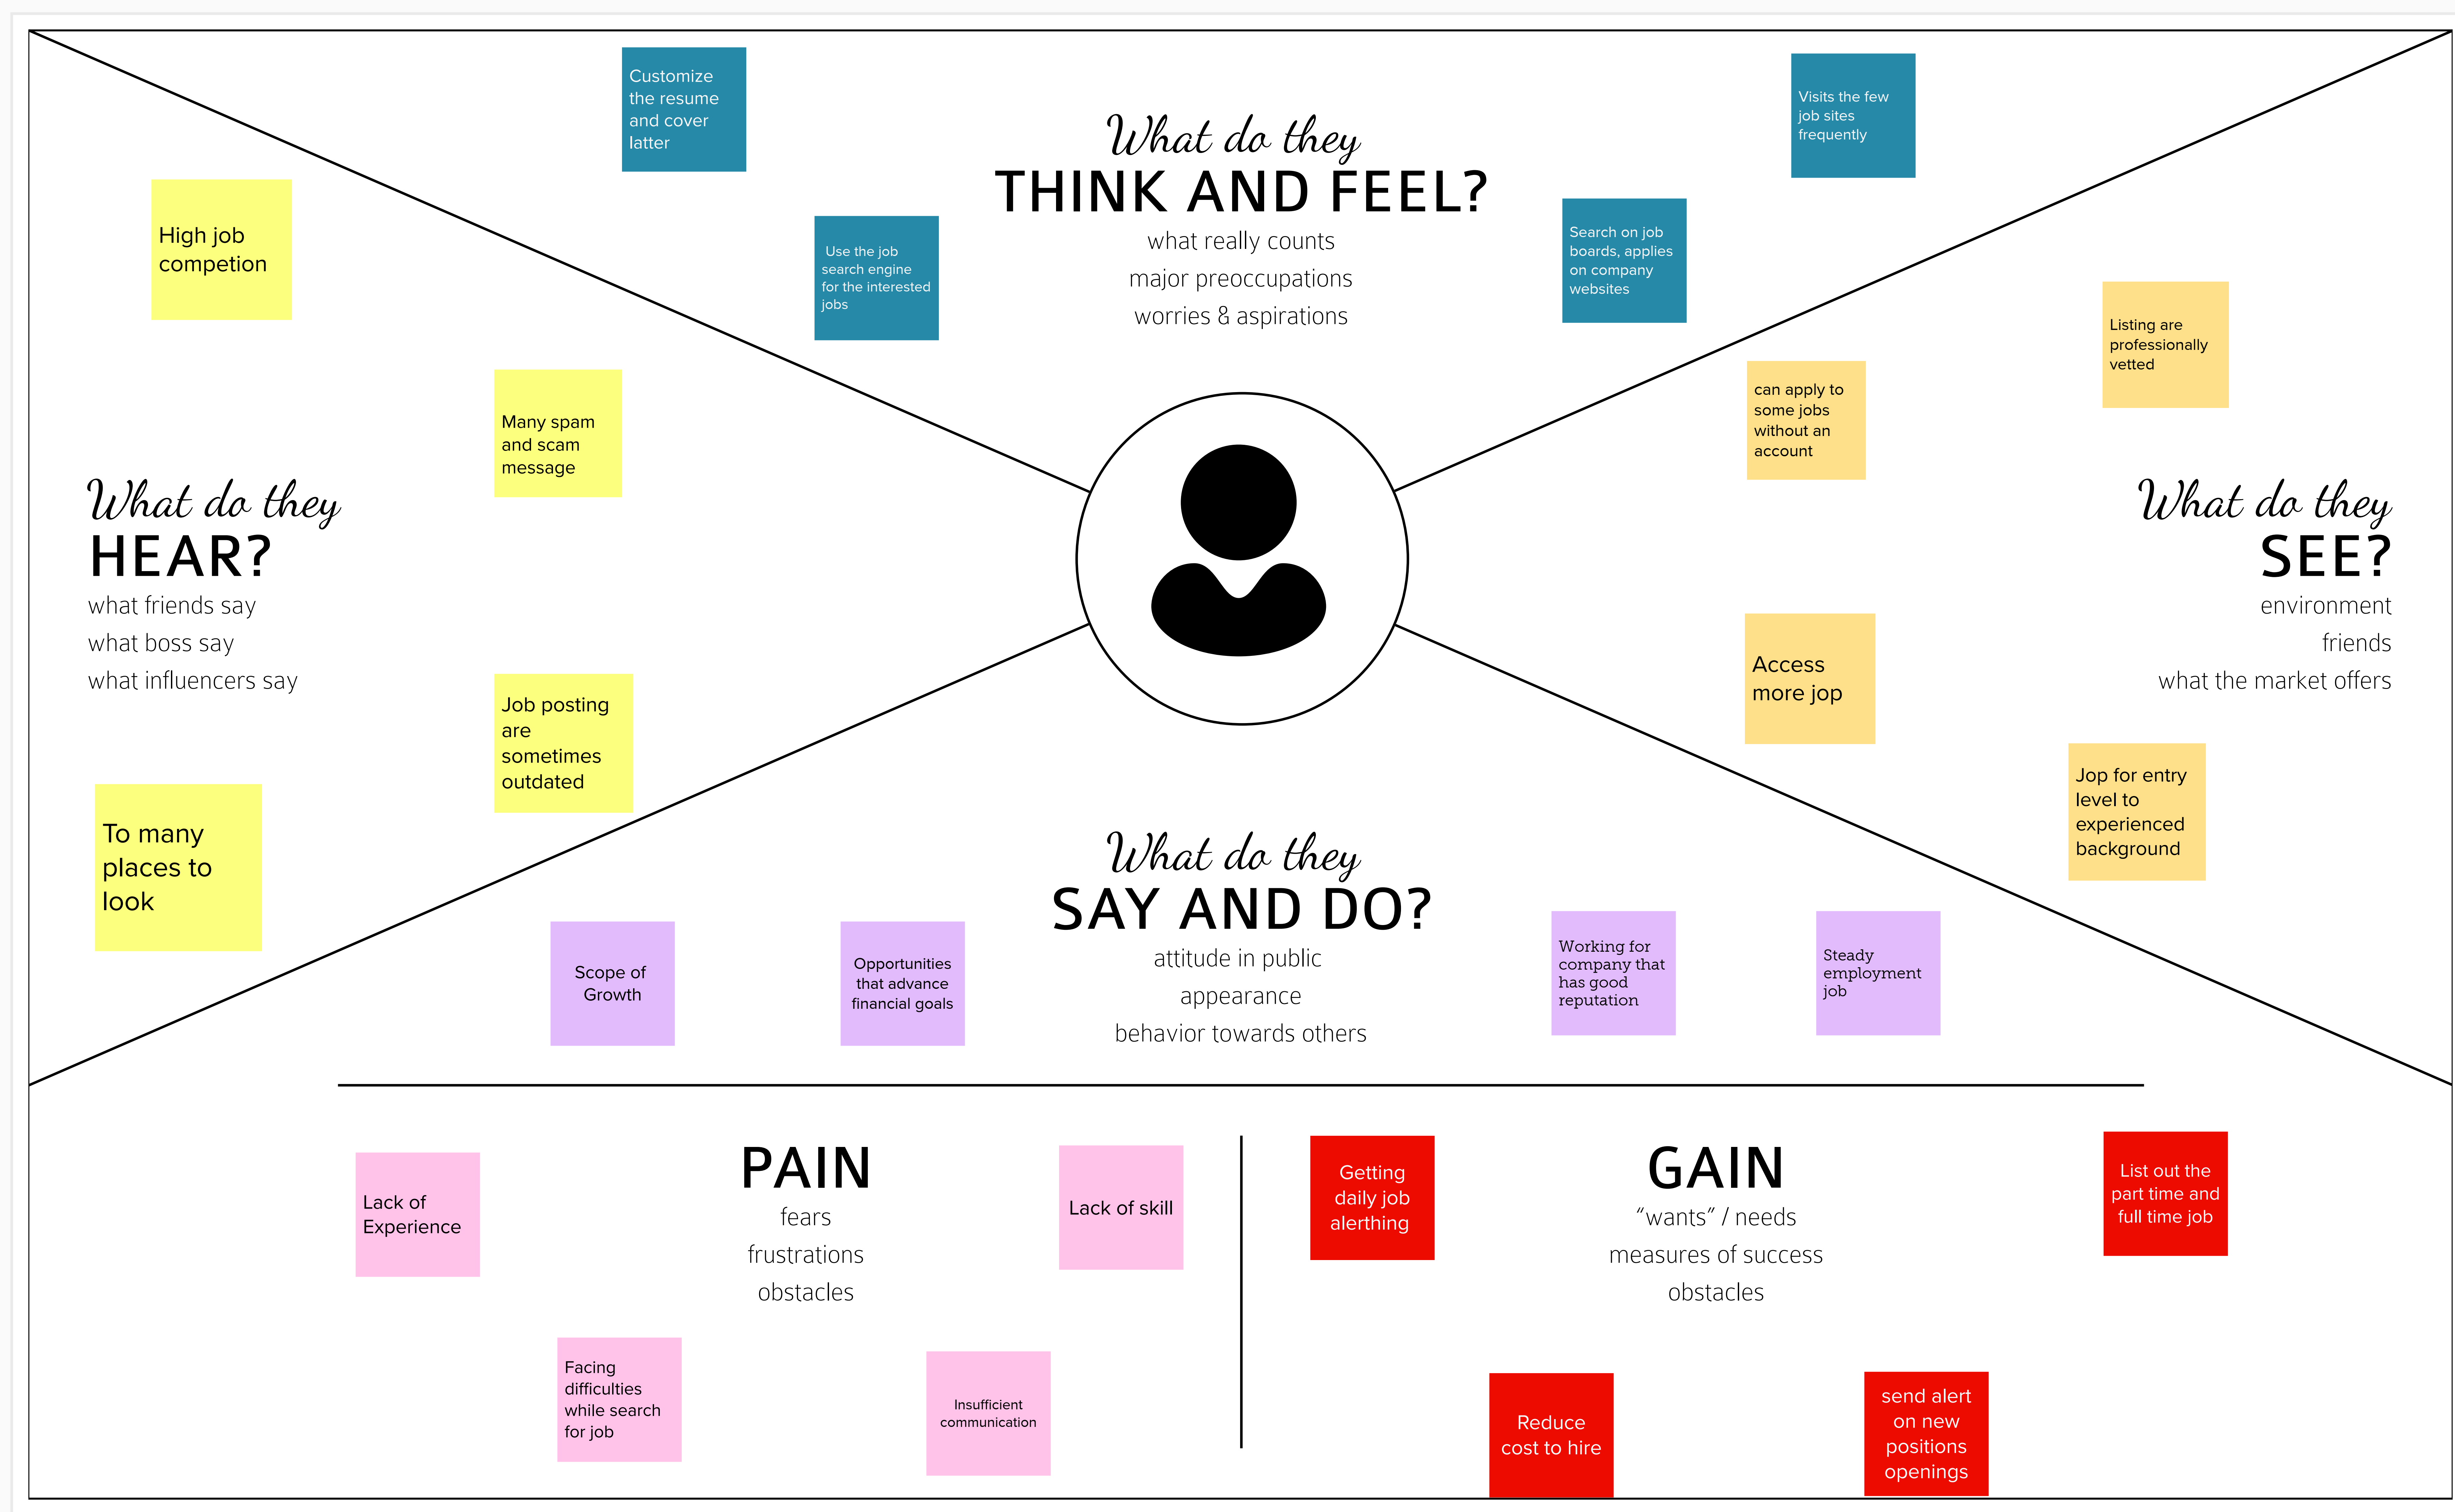 Customize
the resume
and cover
latter
Use the job
search engine
for the interested
jobs
What do they
THINK AND FEEL?
what really counts
major preoccupations
worries & aspirations
Search on job
boards, applies
on company
websites
Visits the few
job sites
frequently
High job
competion
Many spam
and scam
message
What do they
HEAR?
what friends say
what boss say
what influencers say
Job posting
are
sometimes
outdated
To many
places to
look
can apply to
some jobs
without an
account
Listing are
professionally
vetted
What do they
SEE?
environment
friends
what the market offers
Access
more jop
Jop for entry
level to
experienced
background
What do they
SAY AND DO?
attitude in public
appearance
behavior towards others
Scope of
Growth
Opportunities
that advance
financial goals
Working for
company that
has good
reputation
Steady
employment
job
PAIN
fears
frustrations
obstacles
Lack of
Experience
Lack of skill
Facing
difficulties
while search
for job
Insufficient
communication
GAIN
“wants” / needs
measures of success
obstacles
Getting
daily job
alerthing
List out the
part time and
full time job
Reduce
cost to hire
send alert
on new
positions
openings